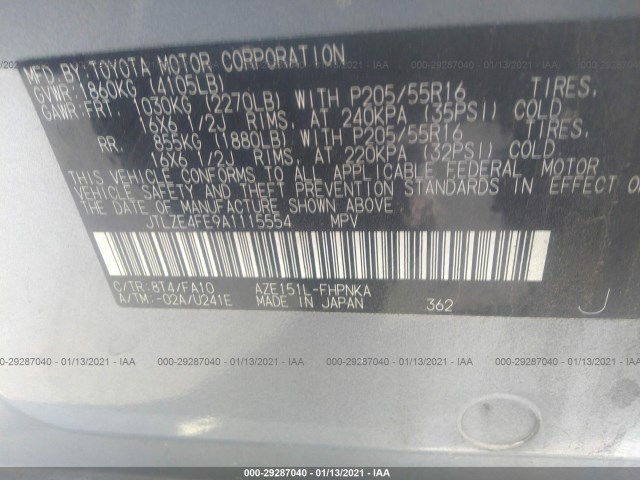 MFD.BY:TOYOTA MOTOR CORPORATION
GVWR:1860KG (4105LB)
GAWR:FRT. 1030KG (2270LB) WITH P205/55R16 TIRES,
16X6 1/2J RIMS, AT 240KPA (35PSI) COLD.
RR. 855KG (1880LB) WITH P205/55R16 TIRES,
16X6 1/2J RIMS, AT 220KPA (32PSI) COLD.
THIS VEHICLE CONFORMS TO ALL APPLICABLE FEDERAL MOTOR
VEHICLE SAFETY AND THEFT PREVENTION STANDARDS IN EFFECT O
THE DATE OF MANUFACTURE SHOWN ABOVE.
JTLZE4FE9A1115554 MPV
C/TR:8T4/FA10 AZE151L-FHPNKA
A/TM:-02A/U241E MADE IN JAPAN 362 J
000-29287040 - 01/13/2021 - IAA